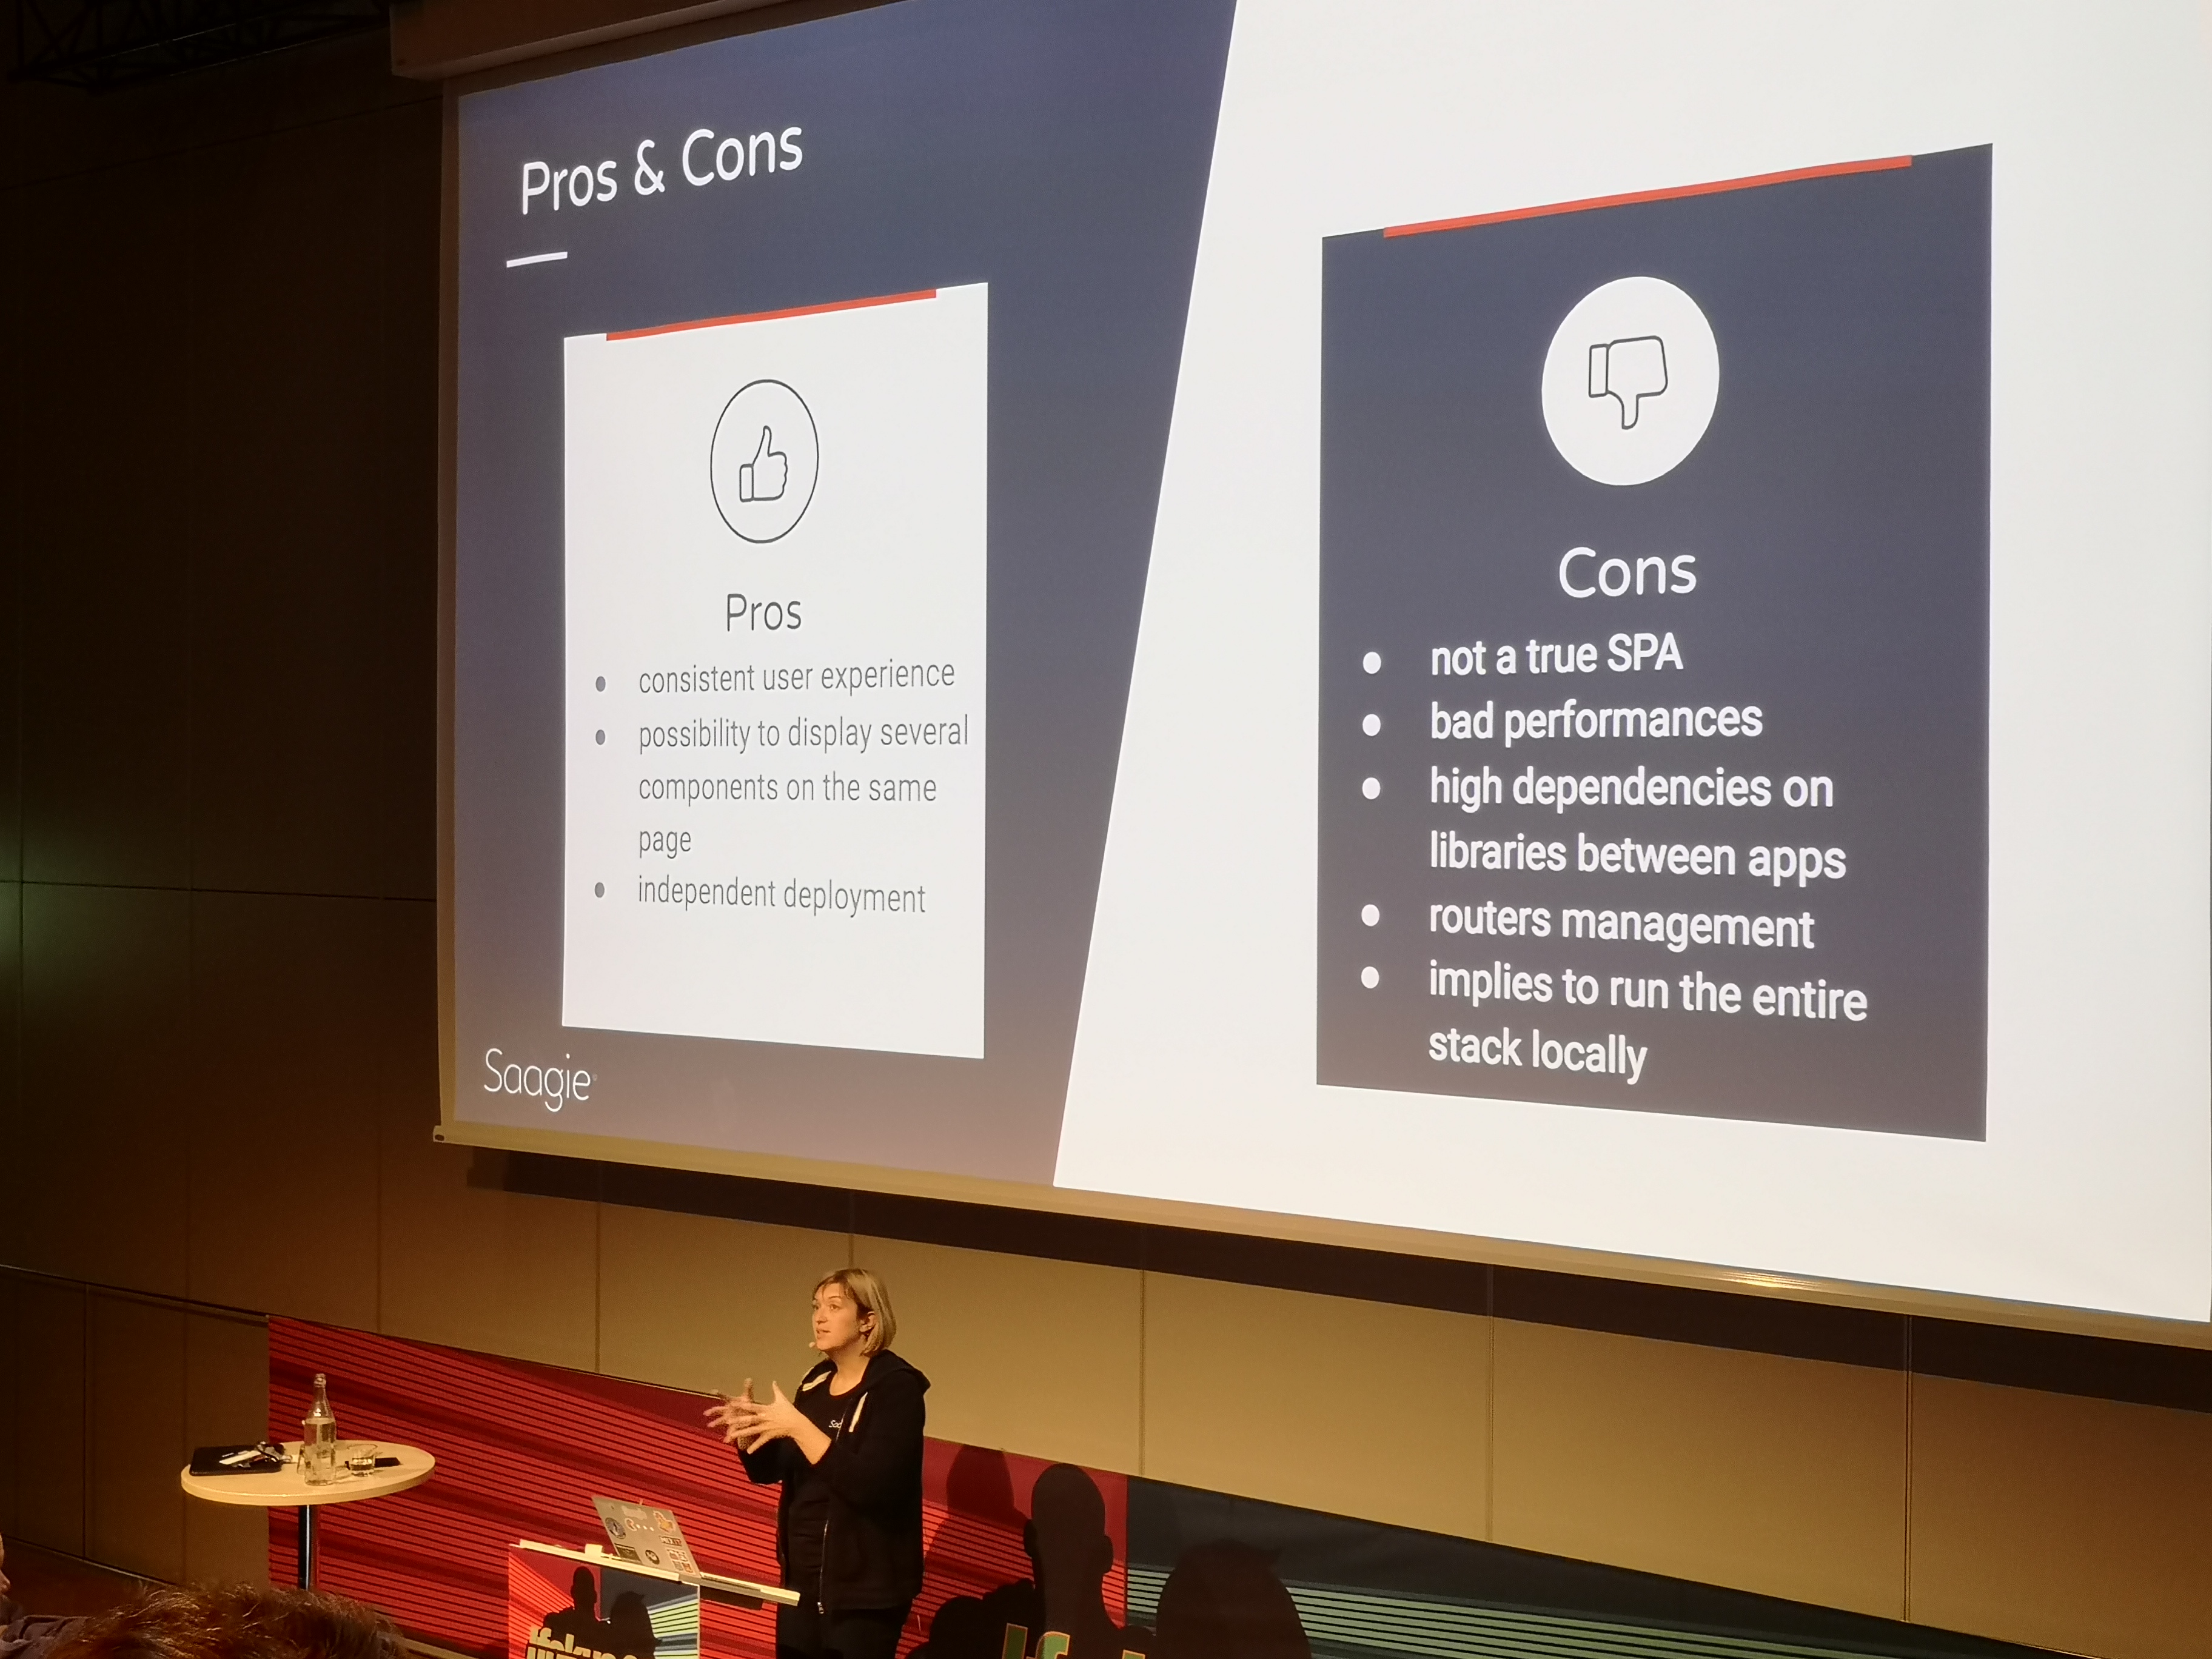 Pros & Cons
Pros
• consistent user experience
• possibility to display several
components on the same
page
• independent deployment
Cons
• not a true SPA
• bad performances
• high dependencies on
libraries between apps
• routers management
• implies to run the entire
stack locally
Saagie